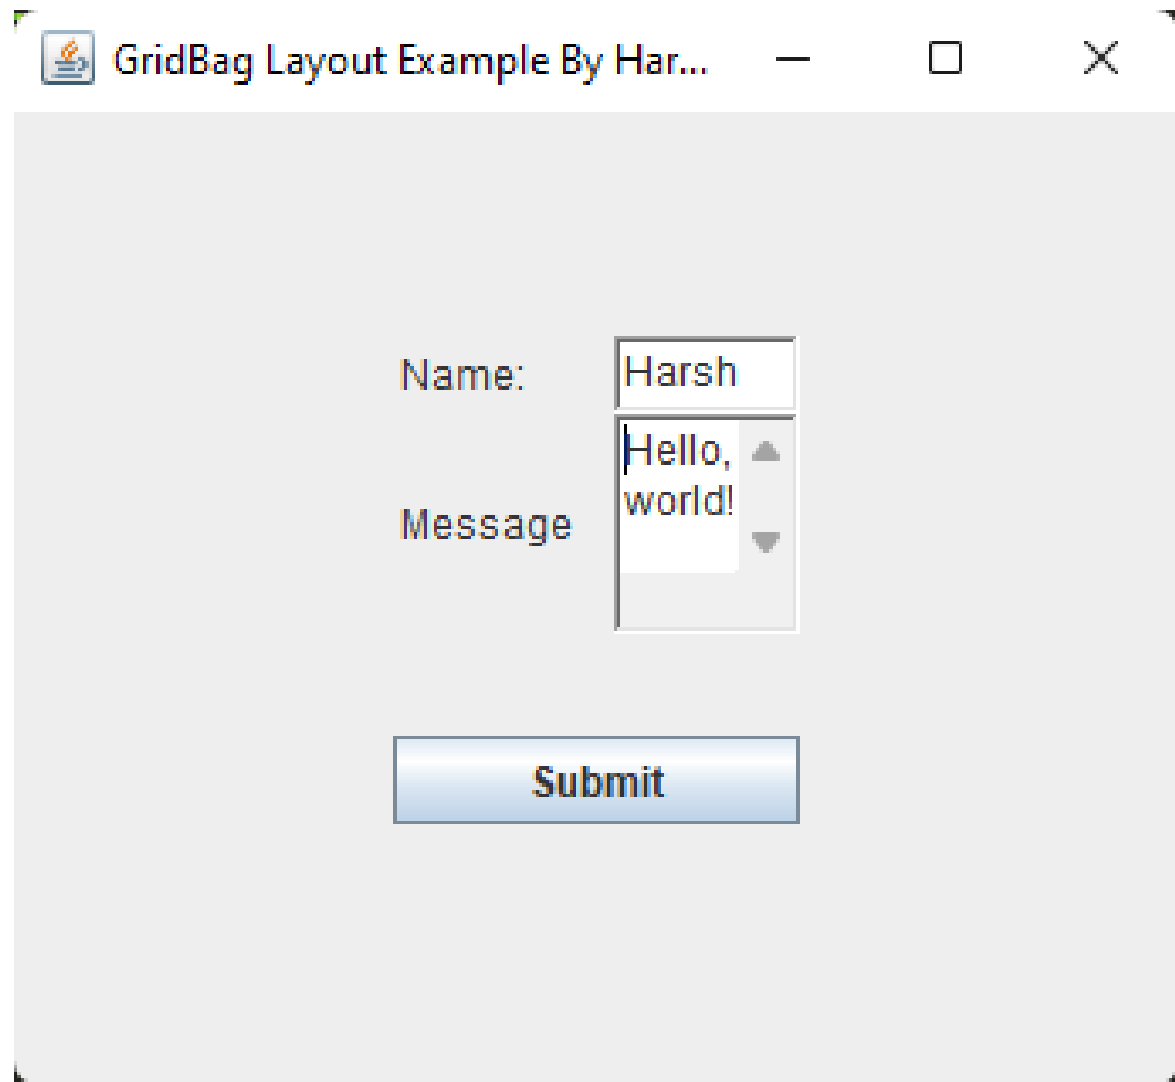 GridBag Layout Example By Har...
Name:
Harsh
Hello,
world!
Message
Submit